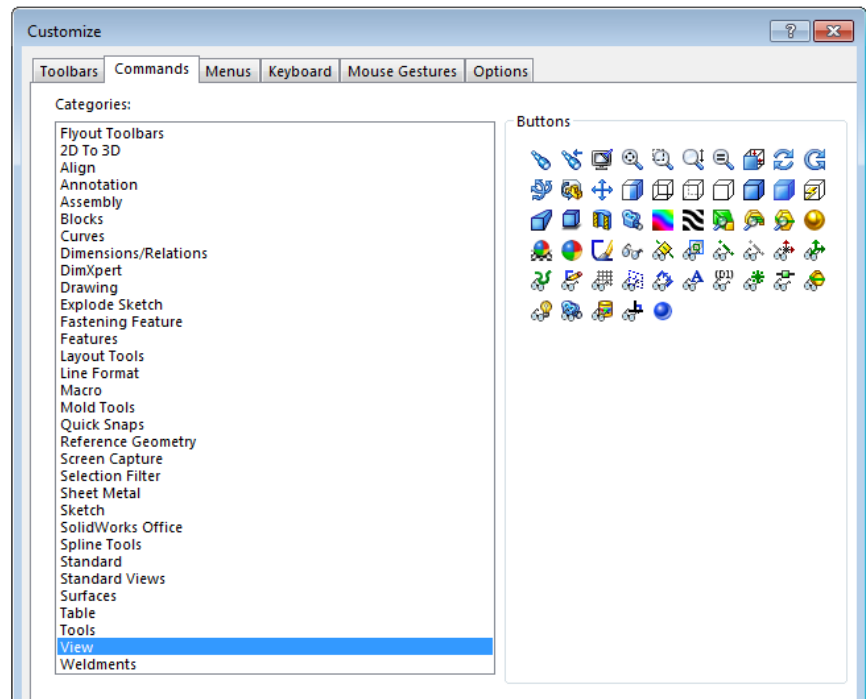 Customize
Toolbars Commands Menus Keyboard Mouse Gestures Options
Categories:
Flyout Toolbars
2D To 3D
Align
Annotation
Assembly
Blocks
Curves
Dimensions/Relations
DimXpert
Drawing
Explode Sketch
Fastening Feature
Features
Layout Tools
Line Format
Macro
Mold Tools
Quick Snaps
Reference Geometry
Screen Capture
Selection Filter
Sheet Metal
Sketch
SolidWorks Office
Spline Tools
Standard
Standard Views
Surfaces
Table
Tools
View
Weldments
Buttons